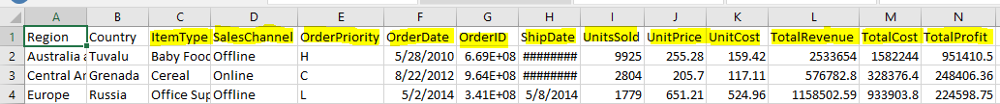 A B C D E F G H I J K L M N
1 Region Country ItemType SalesChannel OrderPriority OrderDate OrderID ShipDate UnitsSold UnitPrice UnitCost TotalRevenue TotalCost TotalProfit
2 Australia a Tuvalu Baby Food Offline H 5/28/2010 6.69E+08 ######## 9925 255.28 159.42 2533654 1582244 951410.5
3 Central Am Grenada Cereal Online C 8/22/2012 9.64E+08 ######## 2804 205.7 117.11 576782.8 328376.4 248406.36
4 Europe Russia Office Sup Offline L 5/2/2014 3.41E+08 5/8/2014 1779 651.21 524.96 1158502.59 933903.8 224598.75